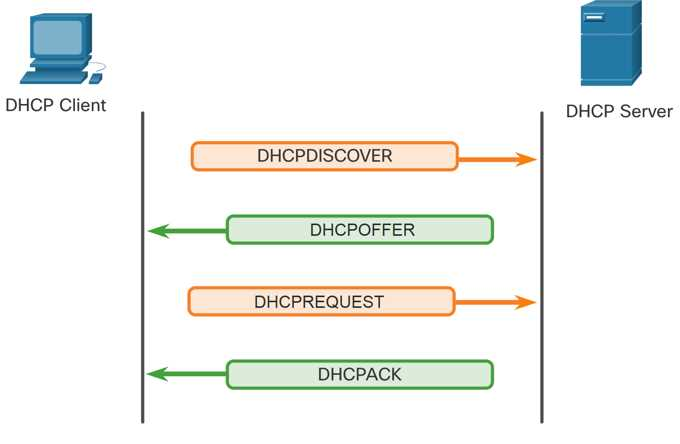 DHCP Client
DHCP Server
DHCPDISCOVER
DHCPOFFER
DHCPREQUEST
DHCPACK